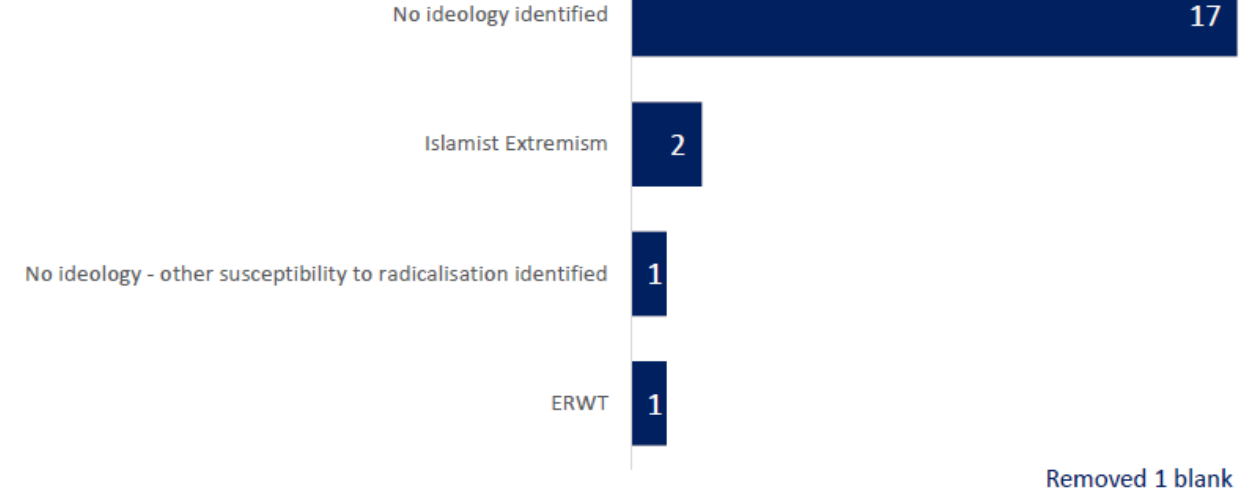 No ideology identified 17
Islamist Extremism 2
No ideology - other susceptibility to radicalisation identified 1
ERWT 1
Removed 1 blank